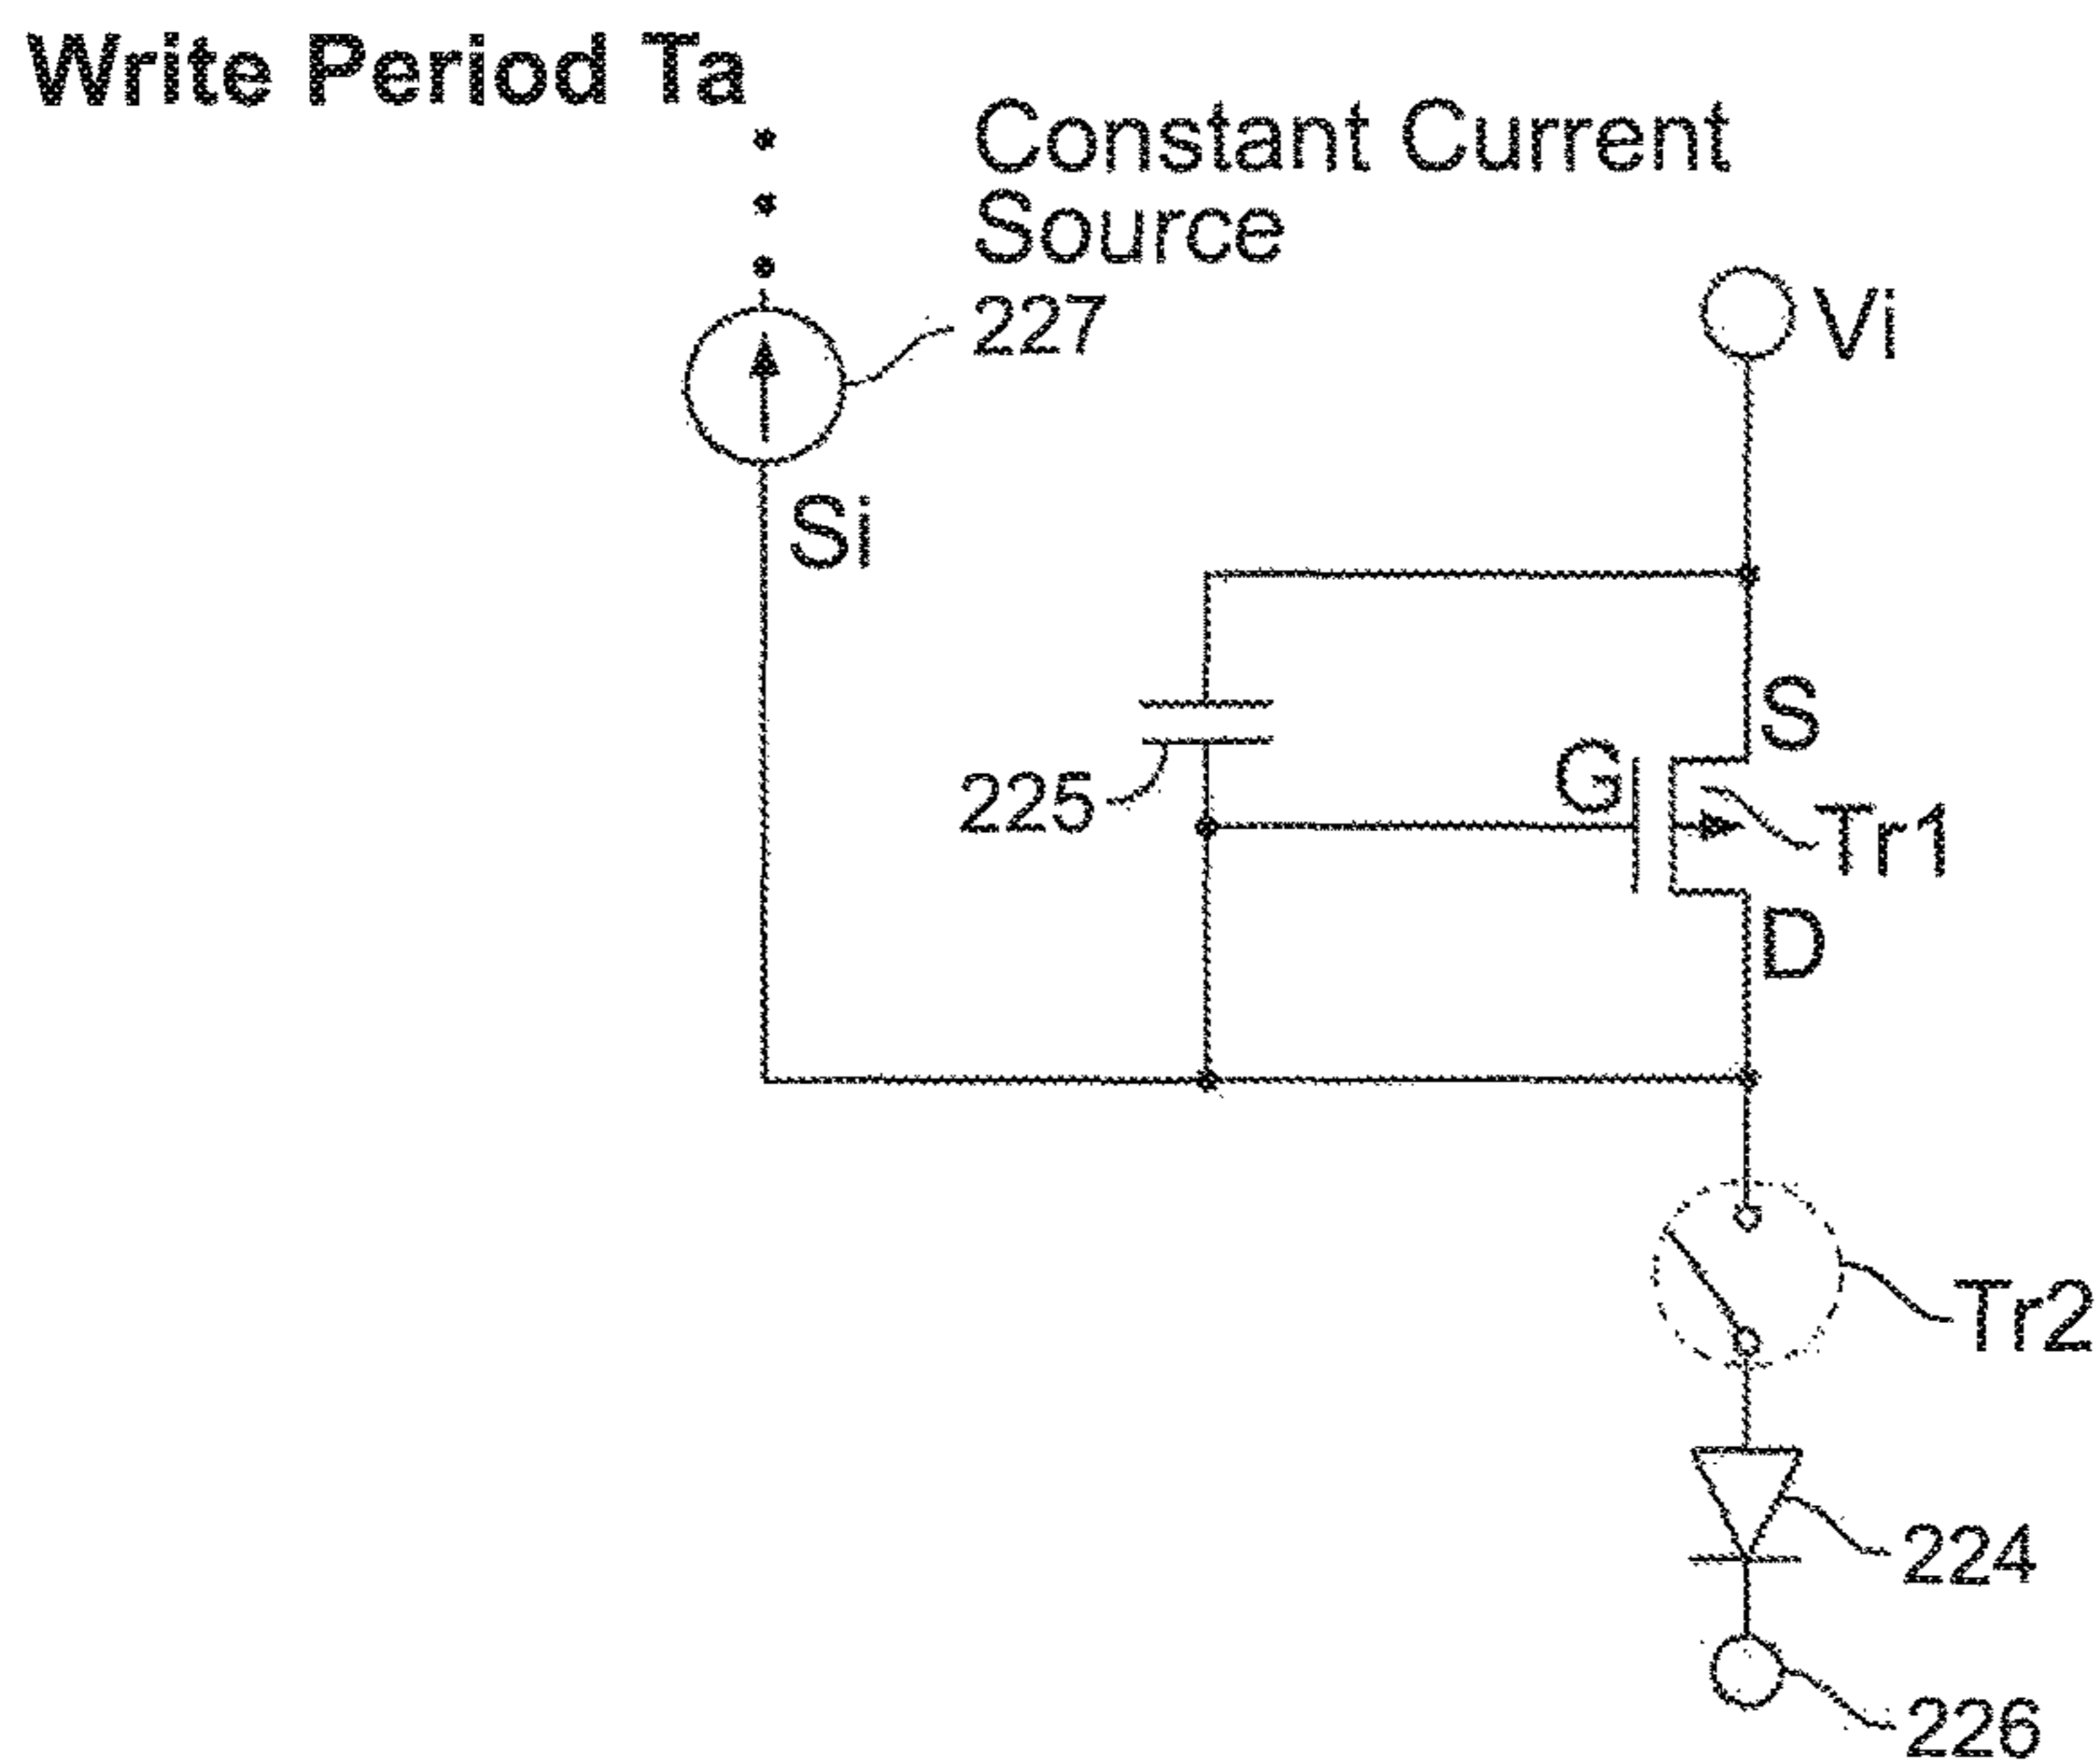 Write Period Ta
Constant Current
Source
227
Vi
Si
S
G
225
Tr1
D
Tr2
224
226